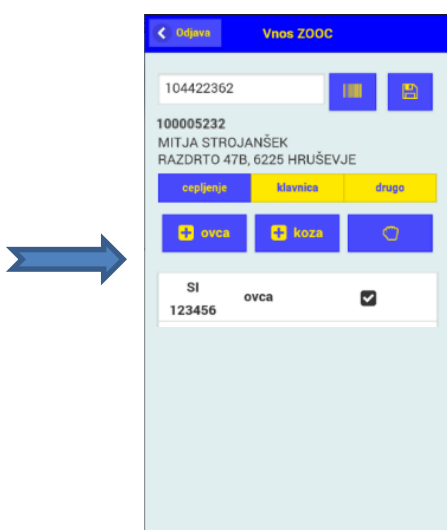 Odjava Vnos ZOOC
104422362
100005232
MITJA STROJANŠEK
RAZDRTO 47B, 6225 HRUŠEVJE
cepljenje klavnica drugo
ovca koza
SI
123456 ovca